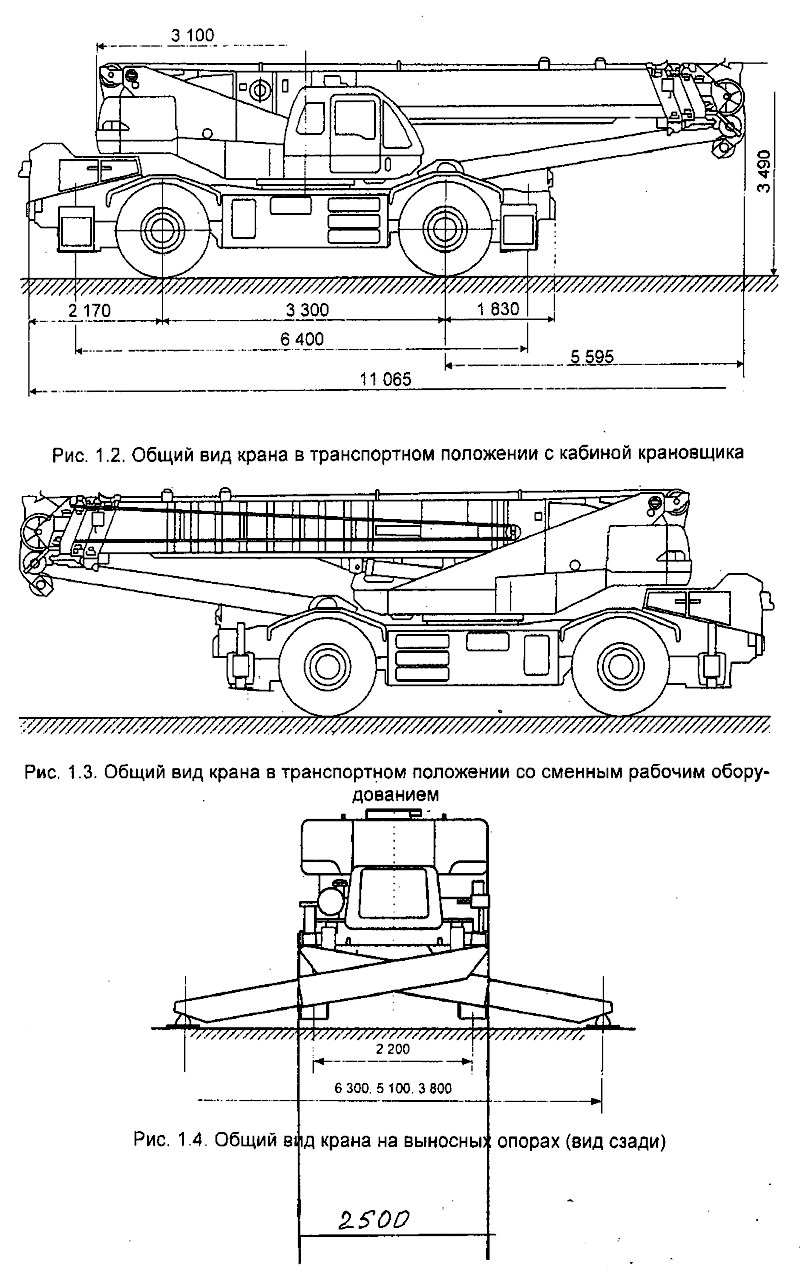 3 100
3 490
2 170
3 300
1 830
6 400
5 595
11 065
Рис. 1.2. Общий вид крана в транспортном положении с кабиной крановщика
Рис. 1.3. Общий вид крана в транспортном положении со сменным рабочим обору-
дованием
2 200
6 300. 5 100. 3 800
Рис. 1.4. Общий вид крана на выносных опорах (вид сзади)
2500